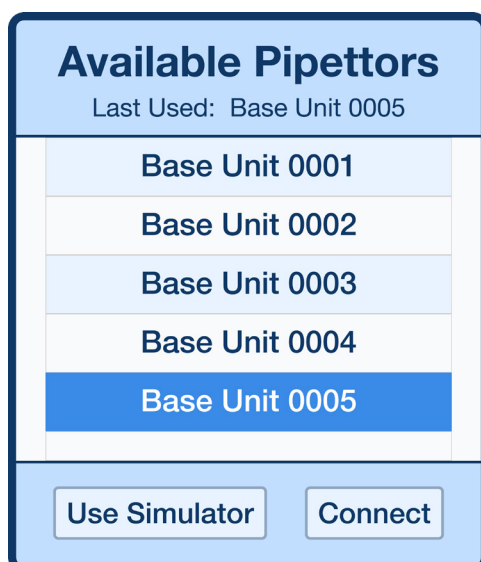 Available Pipettors
Last Used: Base Unit 0005
Base Unit 0001
Base Unit 0002
Base Unit 0003
Base Unit 0004
Base Unit 0005
Use Simulator
Connect